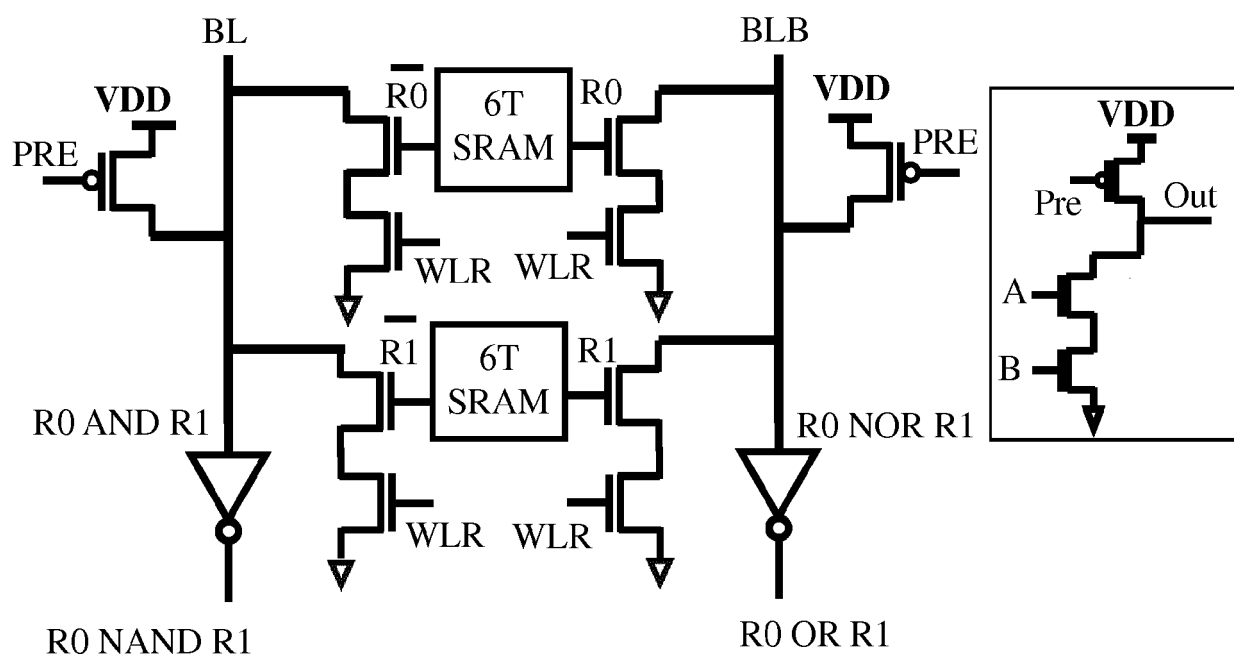 BL
BLB
VDD
R0
6T
SRAM
R0
VDD
PRE
PRE
WLR
WLR
R1
6T
SRAM
R1
R0 AND R1
R0 NOR R1
WLR
WLR
R0 NAND R1
R0 OR R1
VDD
Pre
Out
A
B